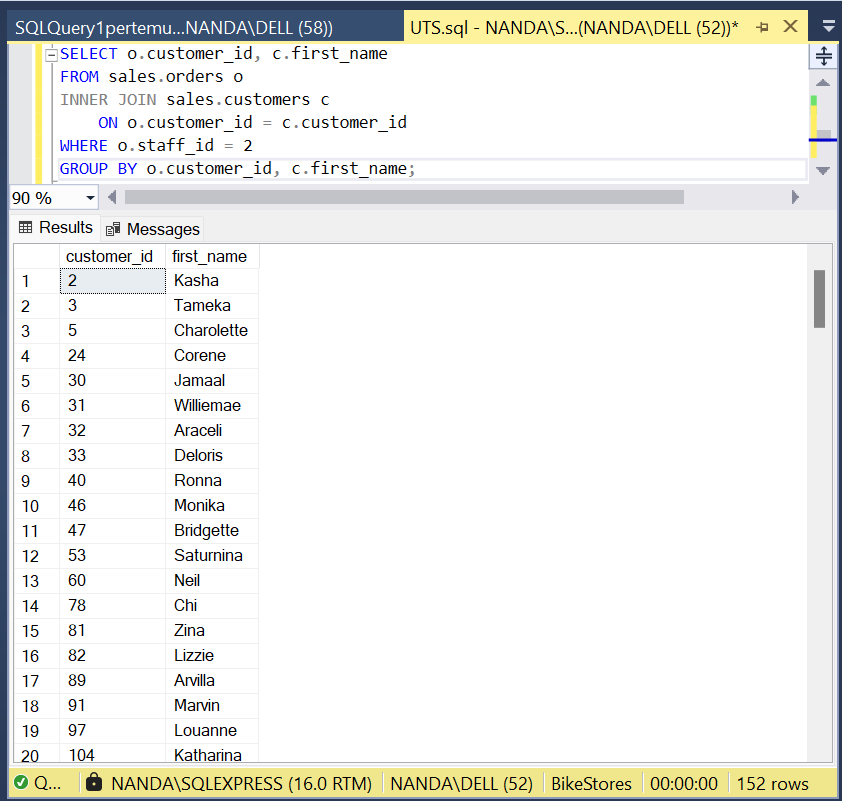 SQLQuery1pertemu...NANDA\DELL (58)) UTS.sql - NANDA\S...(NANDA\DELL (52))*
SELECT o.customer_id, c.first_name
FROM sales.orders o
INNER JOIN sales.customers c
ON o.customer_id = c.customer_id
WHERE o.staff_id = 2
GROUP BY o.customer_id, c.first_name;
90 %
Results Messages
customer_id first_name
1 2 Kasha
2 3 Tameka
3 5 Charolette
4 24 Corene
5 30 Jamaal
6 31 Williemae
7 32 Araceli
8 33 Deloris
9 40 Ronna
10 46 Monika
11 47 Bridgette
12 53 Saturnina
13 60 Neil
14 78 Chi
15 81 Zina
16 82 Lizzie
17 89 Arvilla
18 91 Marvin
19 97 Louanne
20 104 Katharina
Q... NANDA\SQLEXPRESS (16.0 RTM) NANDA\DELL (52) BikeStores 00:00:00 152 rows